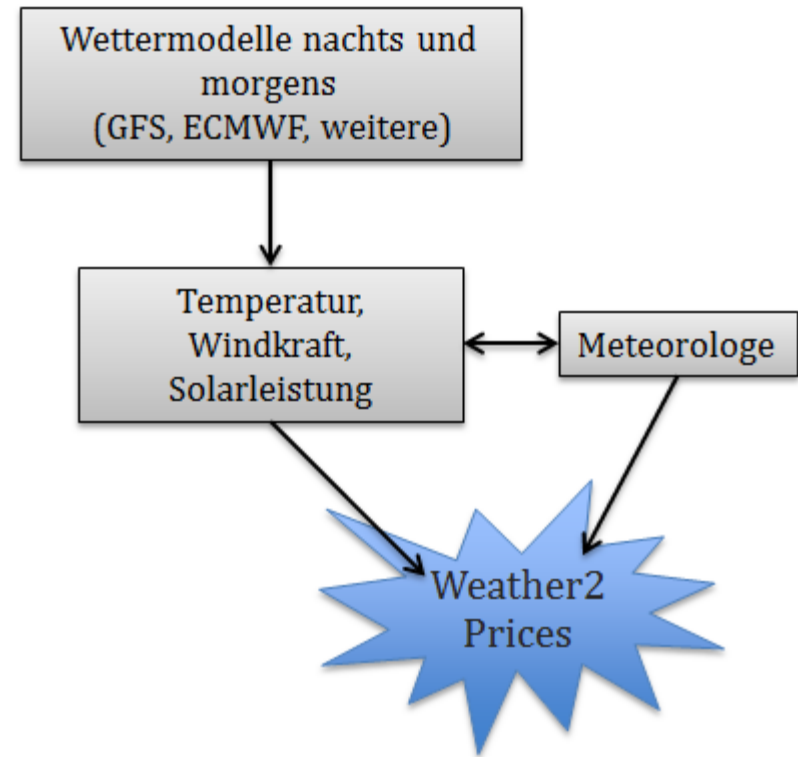 Wettermodelle nachts und
morgens
(GFS, ECMWF, weitere)
Temperatur,
Windkraft,
Solarleistung
Meteorologe
Weather2
Prices